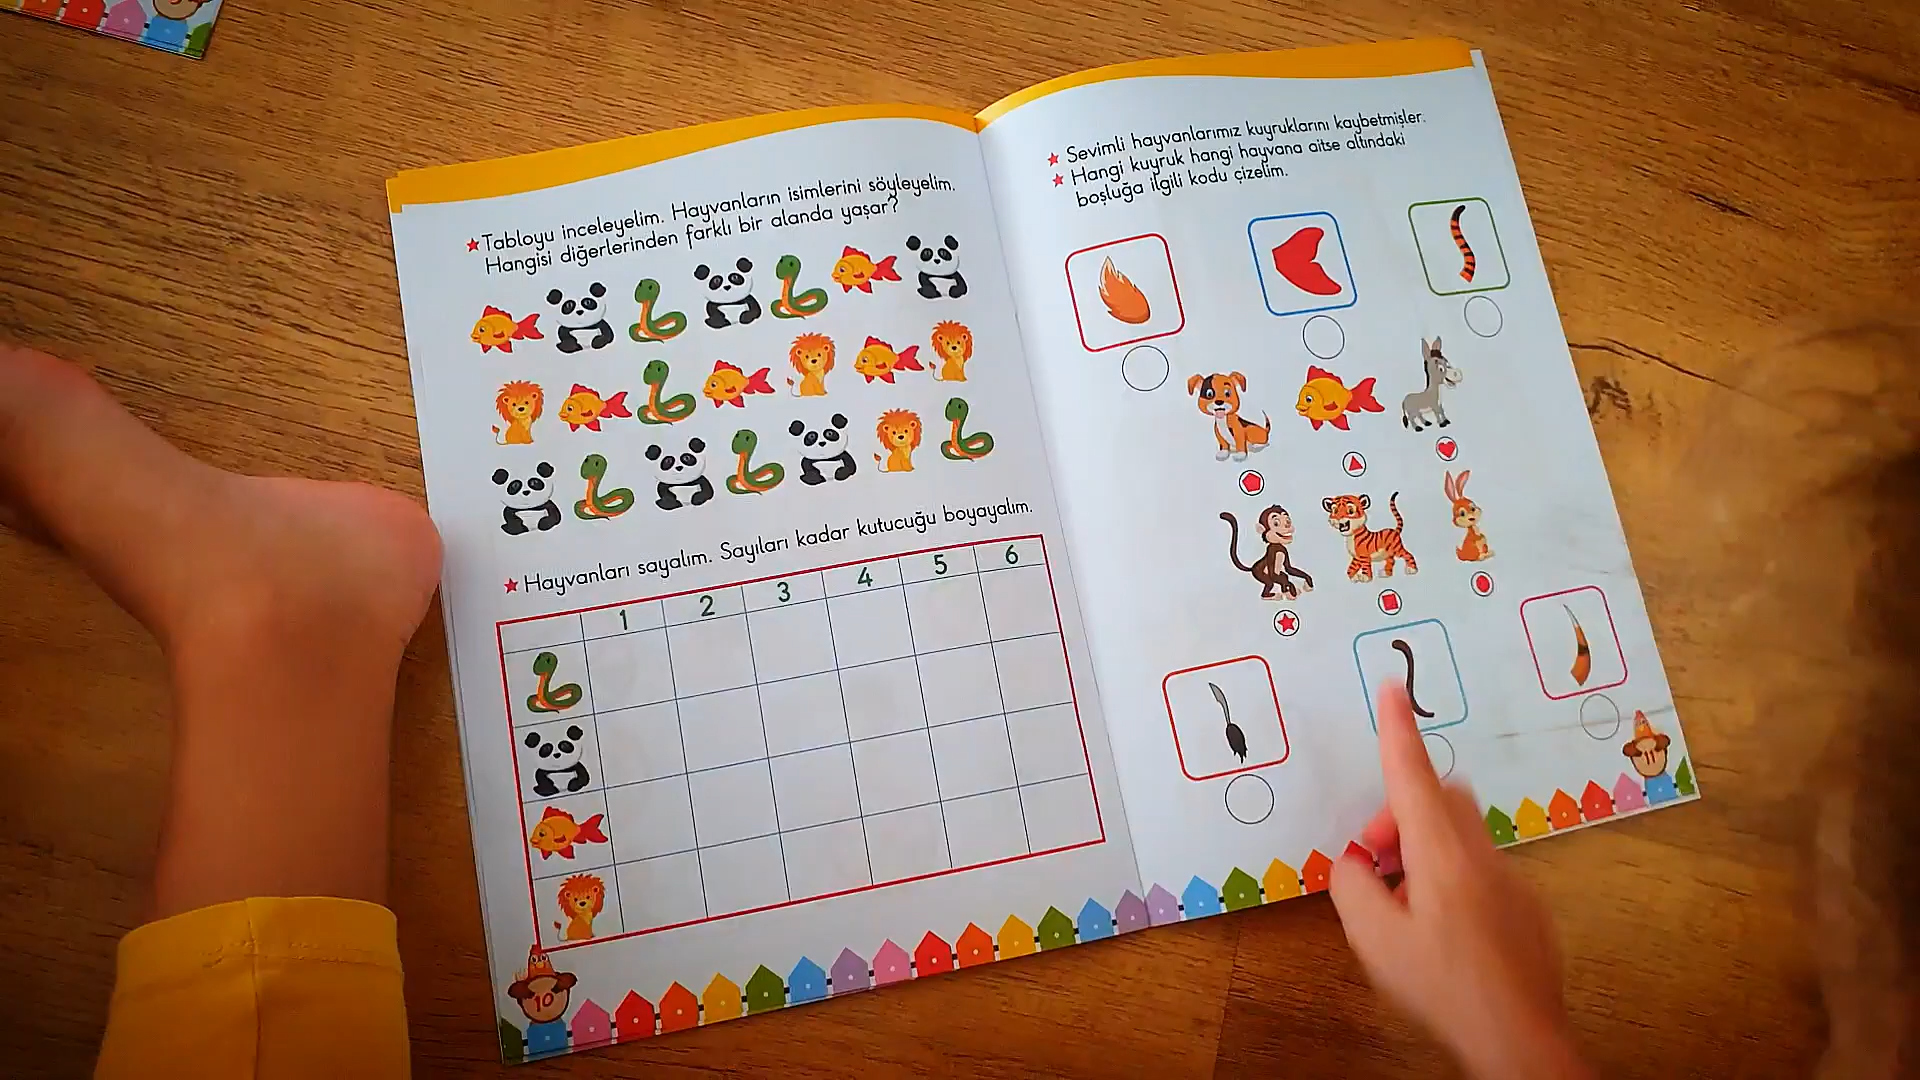 Tabloyu inceleyelim. Hayvanların isimlerini söyleyelim.
Hangisi diğerlerinden farklı bir alanda yaşar?
Hayvanları sayalım. Sayıları kadar kutucuğu boyayalım.
1 2 3 4 5 6
10
Sevimli hayvanlarımız kuyruklarını kaybetmişler.
Hangi kuyruk hangi hayvana aitse altındaki
boşluğa ilgili kodu çizelim.
11